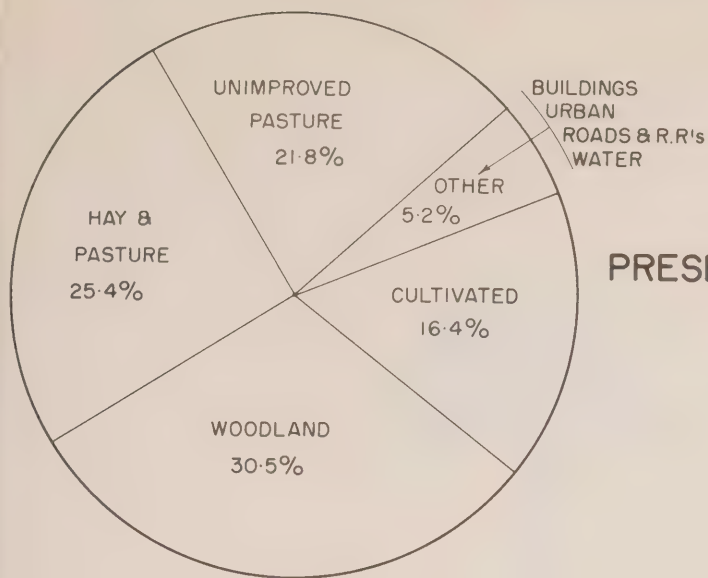 UNIMPROVED
PASTURE
21.8%
BUILDINGS
URBAN
ROADS & R.R's
WATER
OTHER
5.2%
HAY &
PASTURE
25.4%
CULTIVATED
16.4%
WOODLAND
30.5%